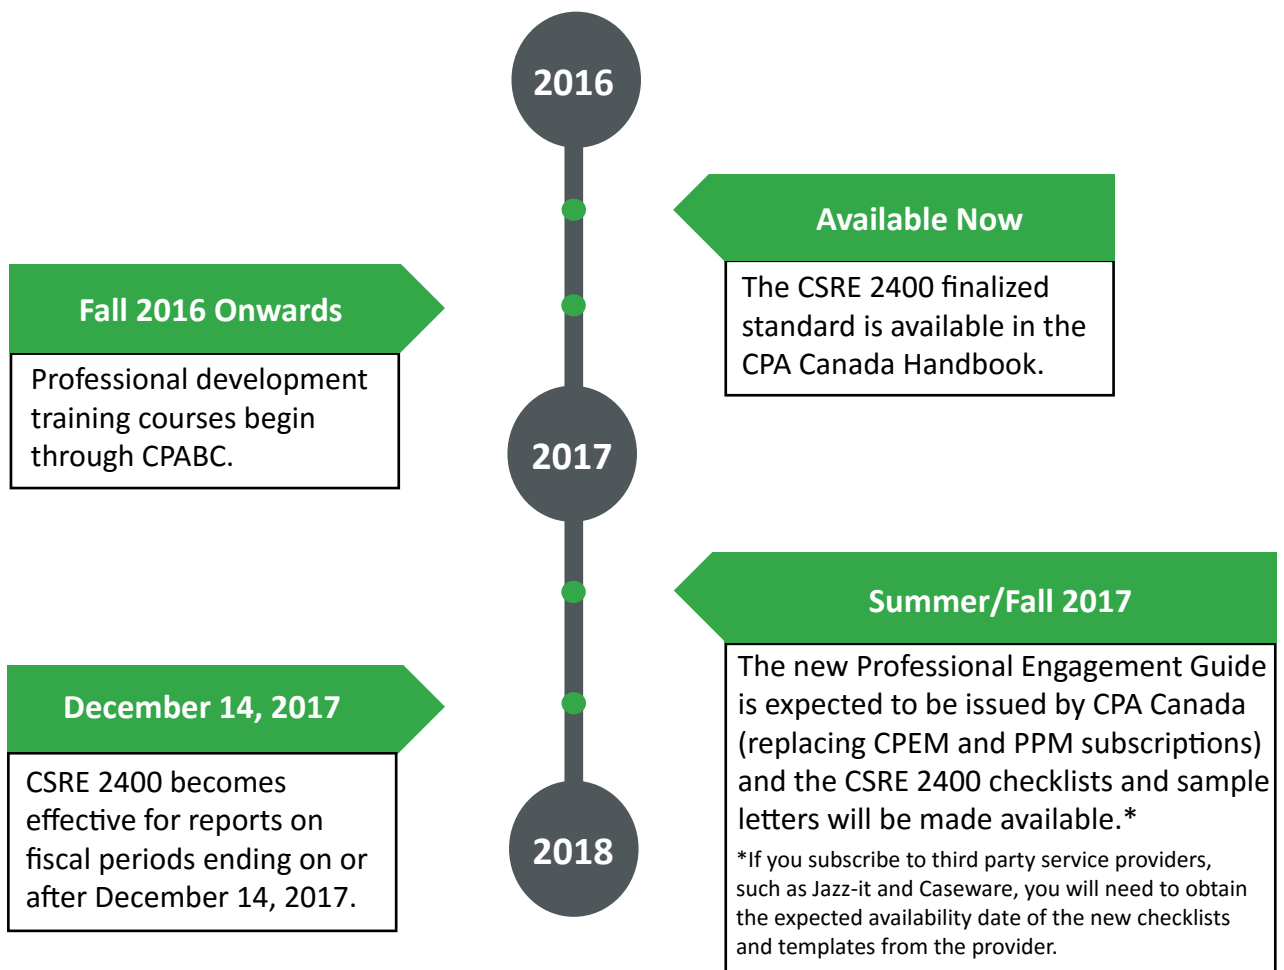 2016
Available Now
The CSRE 2400 finalized
standard is available in the
CPA Canada Handbook.
Fall 2016 Onwards
Professional development
training courses begin
through CPABC.
2017
Summer/Fall 2017
The new Professional Engagement Guide
is expected to be issued by CPA Canada
(replacing CPEM and PPM subscriptions)
and the CSRE 2400 checklists and sample
letters will be made available.*
*If you subscribe to third party service providers,
such as Jazz-it and Caseware, you will need to obtain
the expected availability date of the new checklists
and templates from the provider.
December 14, 2017
CSRE 2400 becomes
effective for reports on
fiscal periods ending on or
after December 14, 2017.
2018